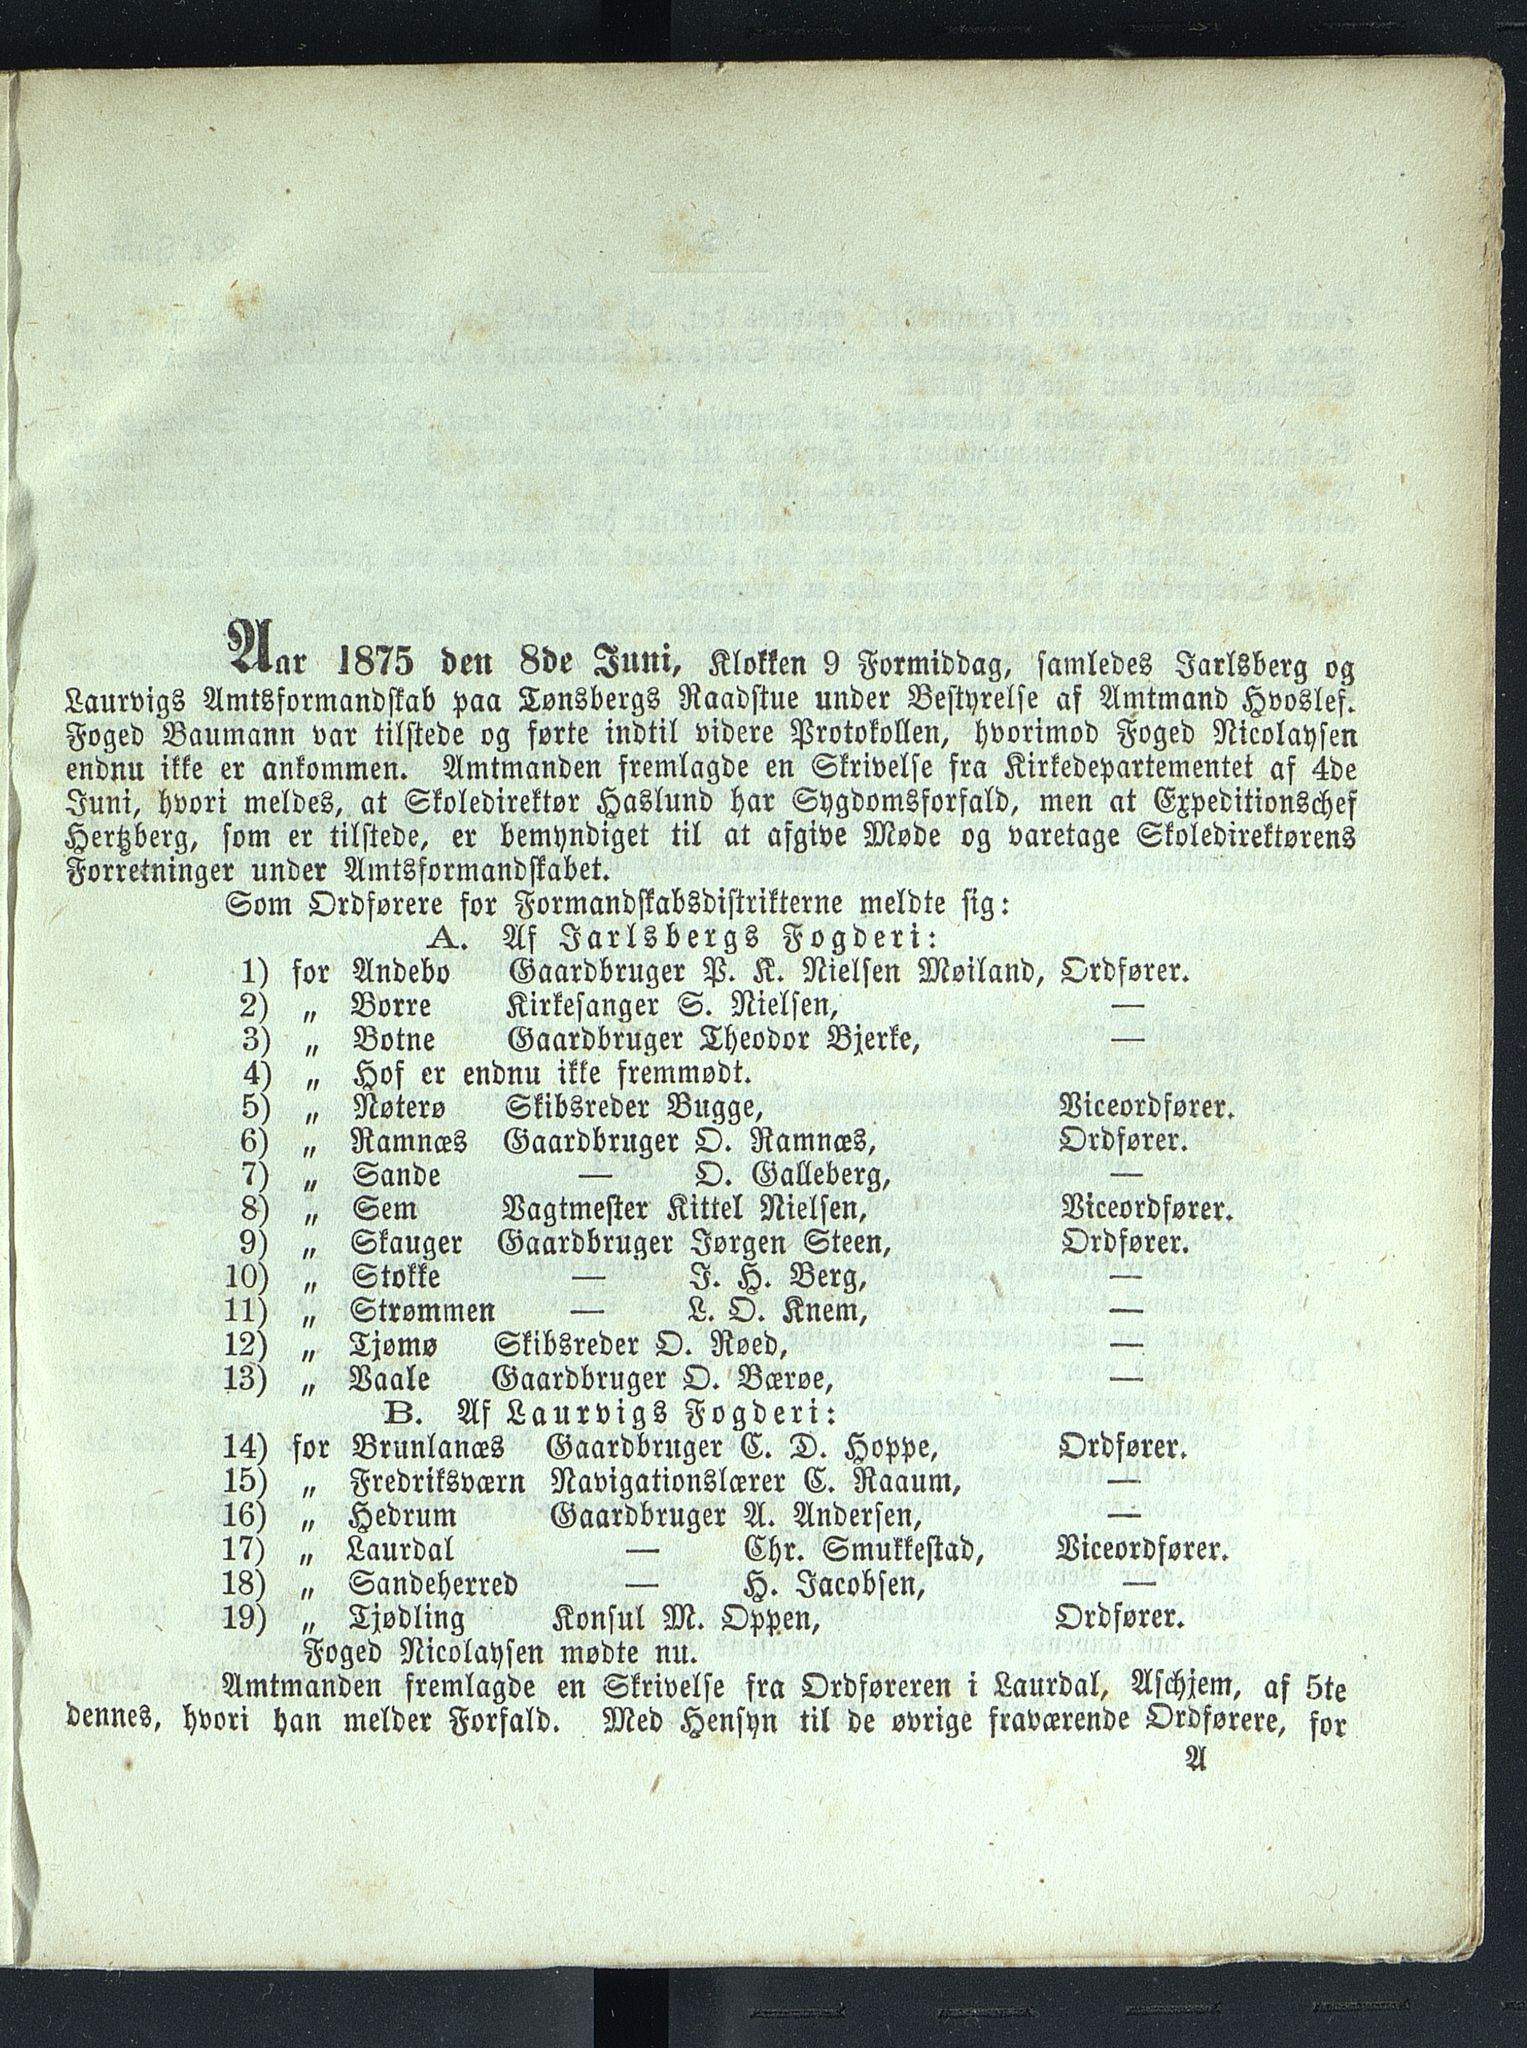 Aar 1875 den 8de Juni, Klokken 9 Formiddag, samledes Jarlsberg og
Laurvigs Amtsformandskab paa Tønsbergs Raadstue under Bestyrelse af Amtmand Hvoslef.
Foged Baumann var tilstede og førte indtil videre Protokollen, hvorimod Foged Nicolaysen
endnu ikke er ankommen. Amtmanden fremlagde en Skrivelse fra Kirkedepartementet af 4de
Juni, hvori meldes, at Skoledirektør Haslund har Sygdomsforfald, men at Expeditionschef
Hertzberg, som er tilstede, er bemyndiget til at afgive Møde og varetage Skoledirektørens
Forretninger under Amtsformandskabet.
Som Ordførere for Formandskabsdistrikterne meldte sig:
A. Af Jarlsbergs Fogderi:
1) for Andebo Gaardbruger P. K. Nielsen Møiland, Ordfører.
2) „ Borre Kirkesanger S. Nielsen, —
3) „ Botne Gaardbruger Theodor Bjerke, —
4) „ Hof er endnu ikke fremmødt.
5) „ Nøterø Skibsreder Bugge, Viceordfører.
6) „ Ramnæs Gaardbruger O. Ramnæs, Ordfører.
7) „ Sande — O. Galleberg, —
8) „ Sem Vagtmester Kittel Nielsen, Viceordfører.
9) „ Skauger Gaardbruger Jørgen Steen, Ordfører.
10) „ Stokke — J. H. Berg, —
11) „ Strømmen — L. O. Knem, —
12) „ Tjømø Skibsreder O. Røed, —
13) „ Vaale Gaardbruger O. Bærøe, —
B. Af Laurvigs Fogderi:
14) for Brunlanæs Gaardbruger C. D. Hoppe, Ordfører.
15) „ Fredriksværn Navigationslærer C. Raaum, —
16) „ Hedrum Gaardbruger A. Andersen, —
17) „ Laurdal — Chr. Smukkestad, Viceordfører.
18) „ Sandeherred — H. Jacobsen, —
19) „ Tjødling Konsul M. Oppen, Ordfører.
Foged Nicolaysen mødte nu.
Amtmanden fremlagde en Skrivelse fra Ordføreren i Laurdal, Aschjem, af 5te
dennes, hvori han melder Forfald. Med Hensyn til de øvrige fraværende Ordførere, for
A